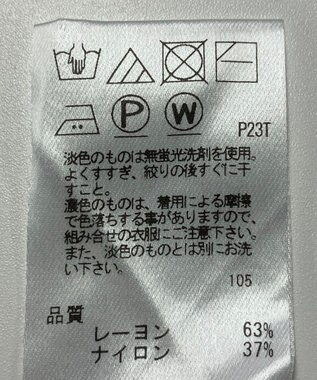 P W
P23T
淡色のものは無蛍光洗剤を使用。
よくすすぎ、絞りの後すぐに干
すこと。
濃色のものは、着用による摩擦
で色落ちする事がありますので、
組み合せの衣服にご注意下さい。
また、淡色のものとは別にお洗
い下さい。
105
品質
レーヨン 63%
ナイロン 37%